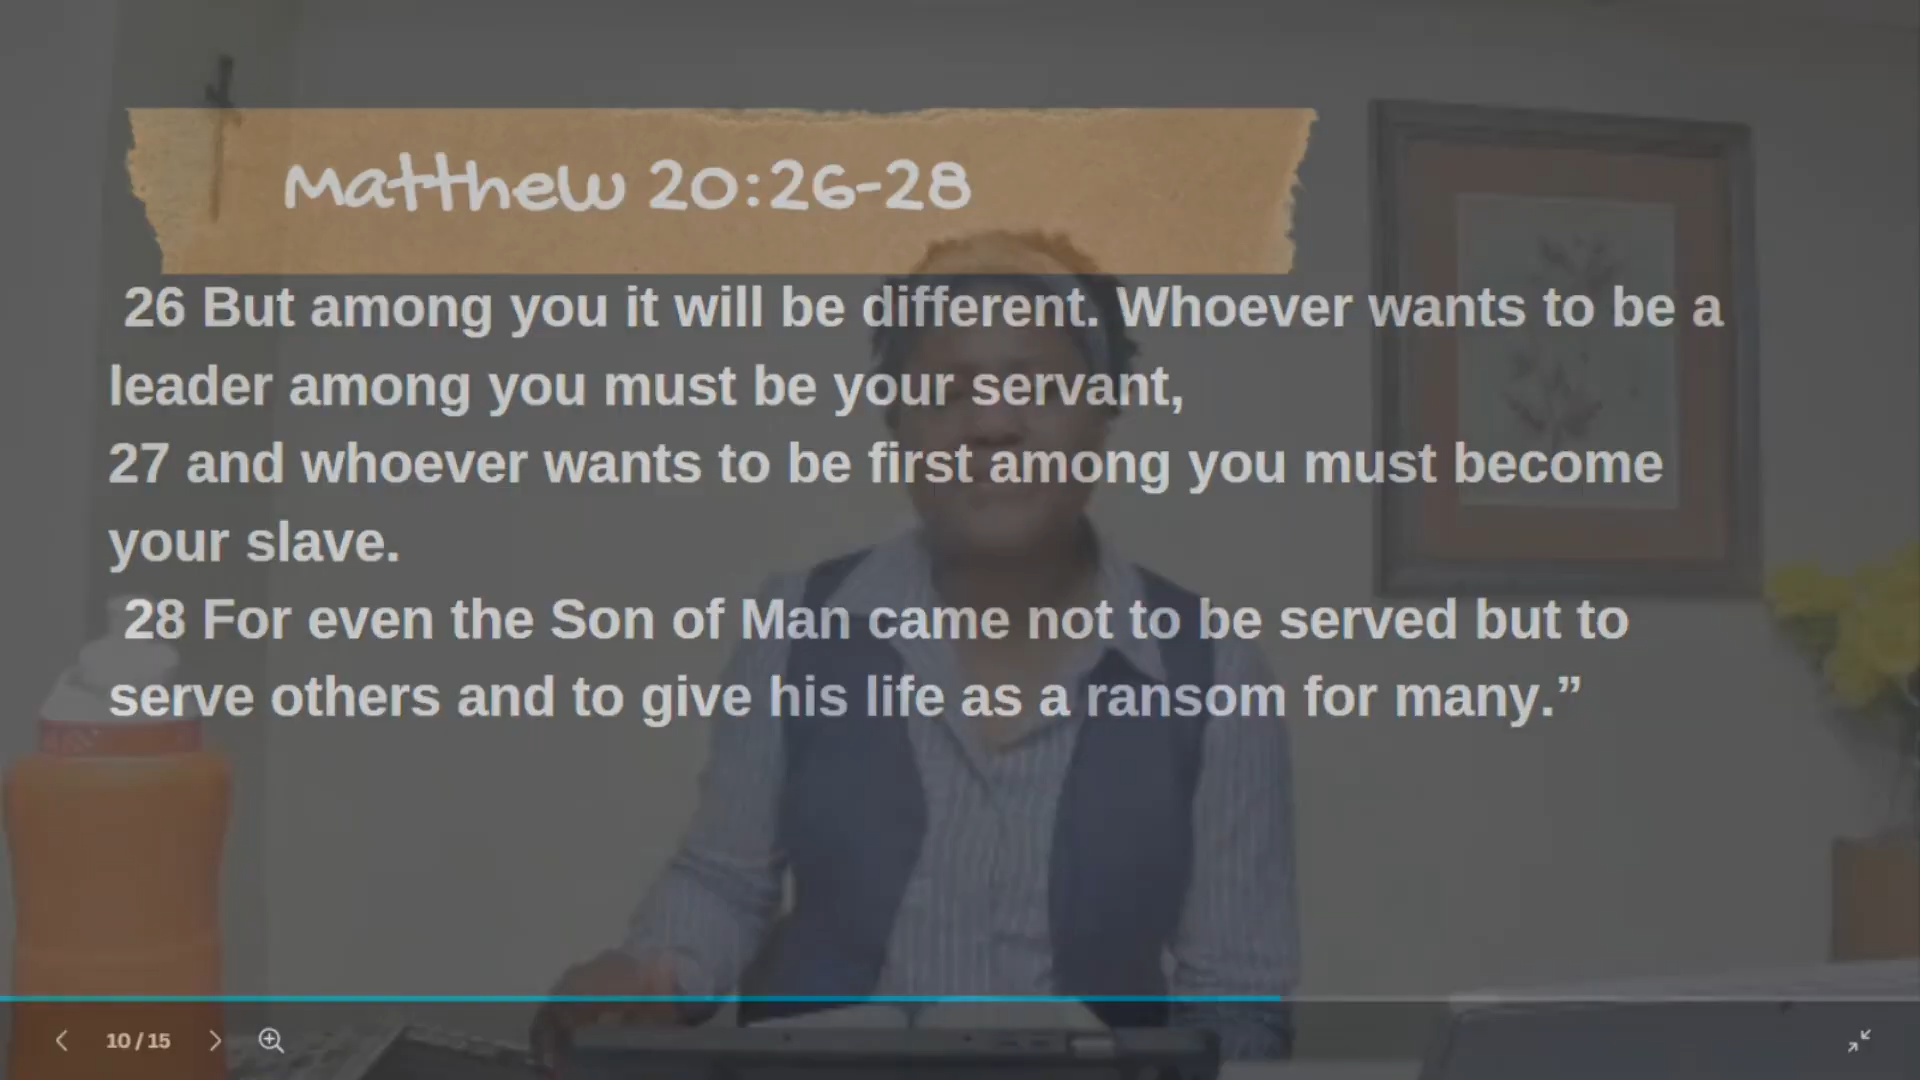 Matthew 20:26-28
26 But among you it will be different. Whoever wants to be a
leader among you must be your servant,
27 and whoever wants to be first among you must become
your slave.
28 For even the Son of Man came not to be served but to
serve others and to give his life as a ransom for many.”
10 / 15